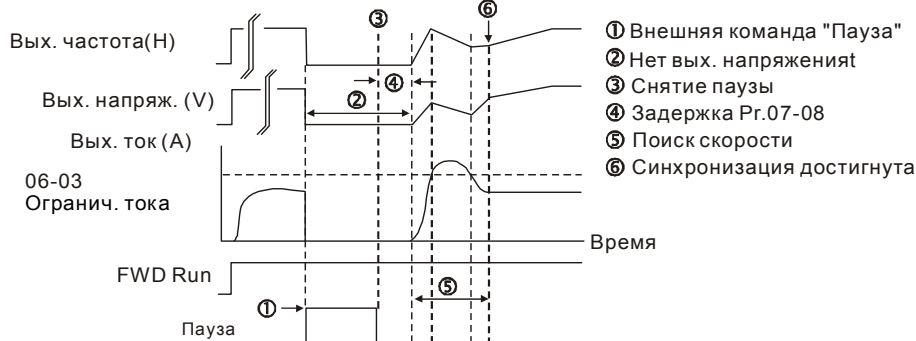 ③
⑥
Вых. частота(H)
① Внешняя команда "Пауза"
② Нет вых. напряженияt
④
③ Снятие паузы
②
Вых. напряж. (V)
④ Задержка Pr.07-08
Вых. ток (A)
⑤ Поиск скорости
⑥ Синхронизация достигнута
06-03
Огранич. тока
Время
FWD Run
⑤
①
Пауза